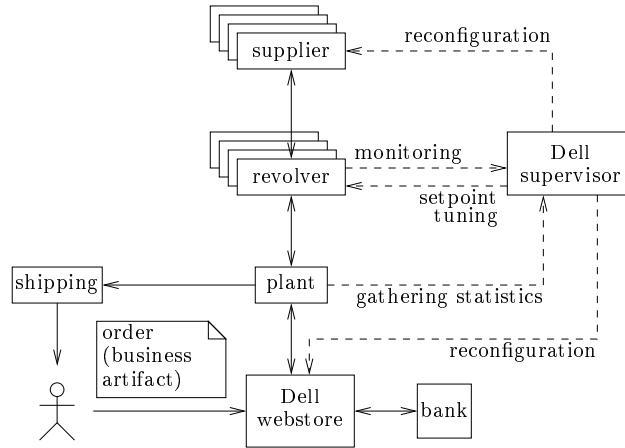 reconfiguration
supplier
monitoring
Dell
supervisor
revolver
setpoint
tuning
shipping
plant
gathering statistics
order
(business
artifact)
reconfiguration
Dell
webstore
bank